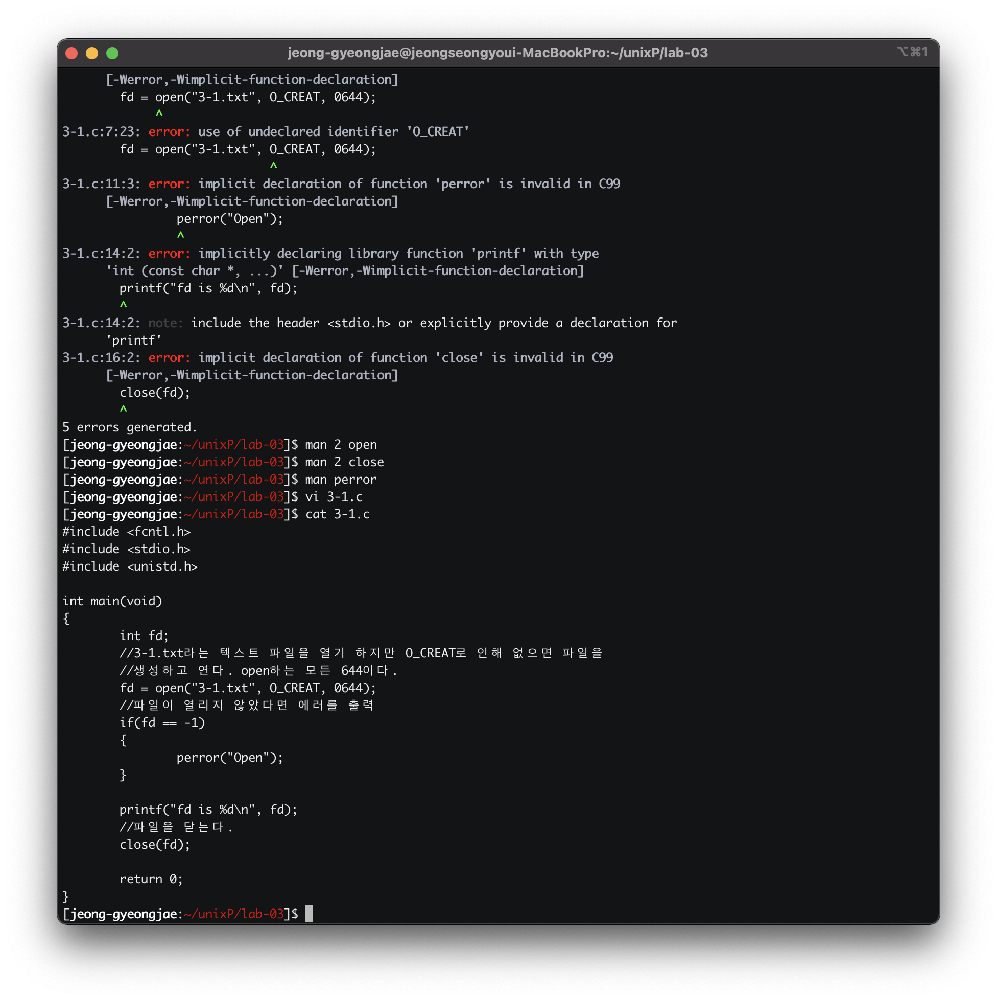 jeong-gyeongjae@jeongseongyoui-MacBookPro:~/unixP/lab-03
⌥⌘1
[-Werror,-Wimplicit-function-declaration]
fd = open("3-1.txt", O_CREAT, 0644);
^
3-1.c:7:23: error: use of undeclared identifier 'O_CREAT'
fd = open("3-1.txt", O_CREAT, 0644);
^
3-1.c:11:3: error: implicit declaration of function 'perror' is invalid in C99
[-Werror,-Wimplicit-function-declaration]
perror("Open");
^
3-1.c:14:2: error: implicitly declaring library function 'printf' with type
'int (const char *, ...)' [-Werror,-Wimplicit-function-declaration]
printf("fd is %d\n", fd);
^
3-1.c:14:2: note: include the header <stdio.h> or explicitly provide a declaration for
'printf'
3-1.c:16:2: error: implicit declaration of function 'close' is invalid in C99
[-Werror,-Wimplicit-function-declaration]
close(fd);
^
5 errors generated.
[jeong-gyeongjae:~/unixP/lab-03]$ man 2 open
[jeong-gyeongjae:~/unixP/lab-03]$ man 2 close
[jeong-gyeongjae:~/unixP/lab-03]$ man perror
[jeong-gyeongjae:~/unixP/lab-03]$ vi 3-1.c
[jeong-gyeongjae:~/unixP/lab-03]$ cat 3-1.c
#include <fcntl.h>
#include <stdio.h>
#include <unistd.h>
int main(void)
{
int fd;
//3-1.txt라는 텍스트 파일을 열기 하지만 O_CREAT로 인해 없으면 파일을
//생성하고 연다. open하는 모든 644이다.
fd = open("3-1.txt", O_CREAT, 0644);
//파일이 열리지 않았다면 에러를 출력
if(fd == -1)
{
perror("Open");
}
printf("fd is %d\n", fd);
//파일을 닫는다.
close(fd);
return 0;
}
[jeong-gyeongjae:~/unixP/lab-03]$